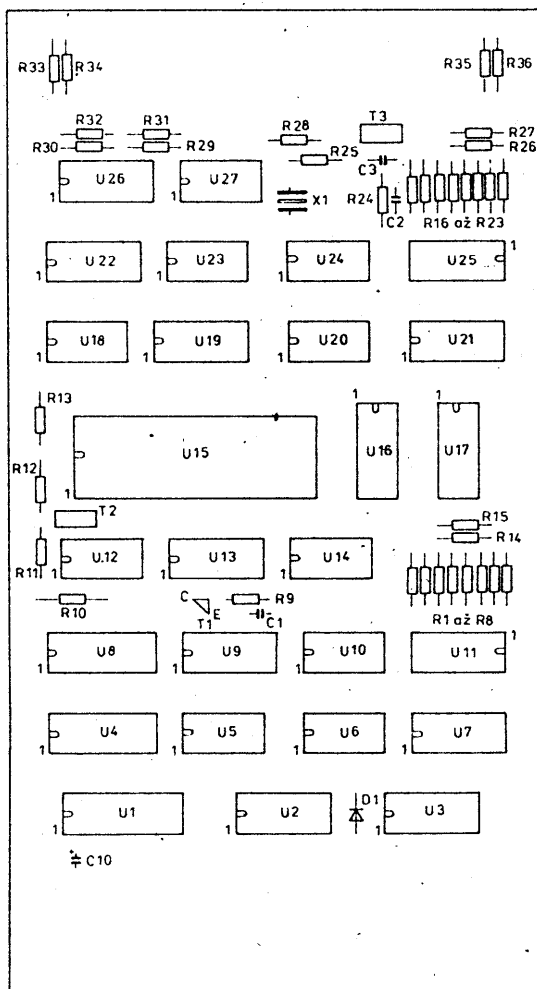 R33 R34 R35 R36
R32 R31 T3
R30 R29 R28 R27
R25 R26
C3
U26 U27 X1 R24 C2
1 1 R16 až R23
U22 U23 U24 U25 1
1 1 1
U18 U19 U20 U21
1 1 1 1
R13 1 1
U15 U16 U17
R12
1
T2 R15
R14
U.12 U13 U14
R11 1 1 1
R10 C E R9
T1 C1 R1 až R8
U8 U9 U10 U11 1
1 1 1
U4 U5 U6 U7
1 1 1 1
D1
U1 U2 U3
1 1 1
+ C10